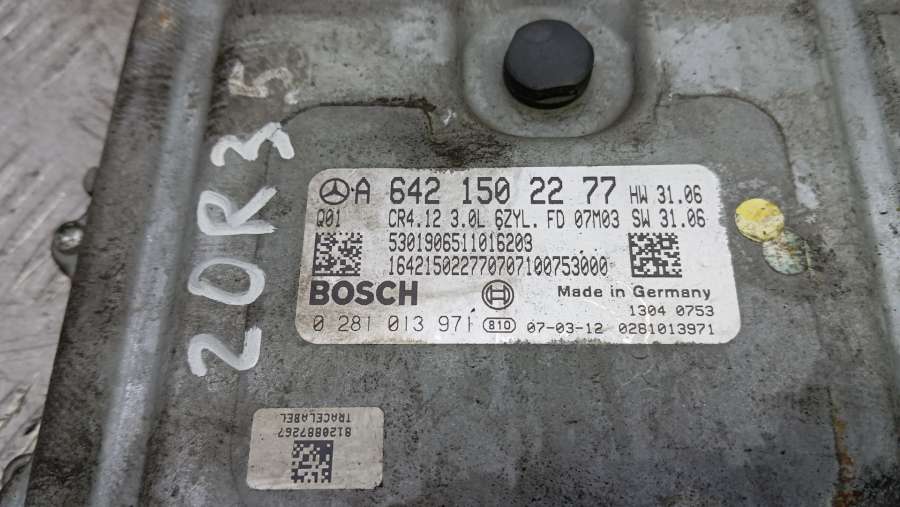 20R3 5
A 642 150 22 77 HW 31.06
Q01 CR4.12 3.0L 6ZYL. FD 07M03 SW 31.06
5301906511016203
164215022770707100753000
BOSCH Made in Germany
1304 0753
0 281 013 971 810 07-03-12 0281013971
TRACELABEL
8120887267